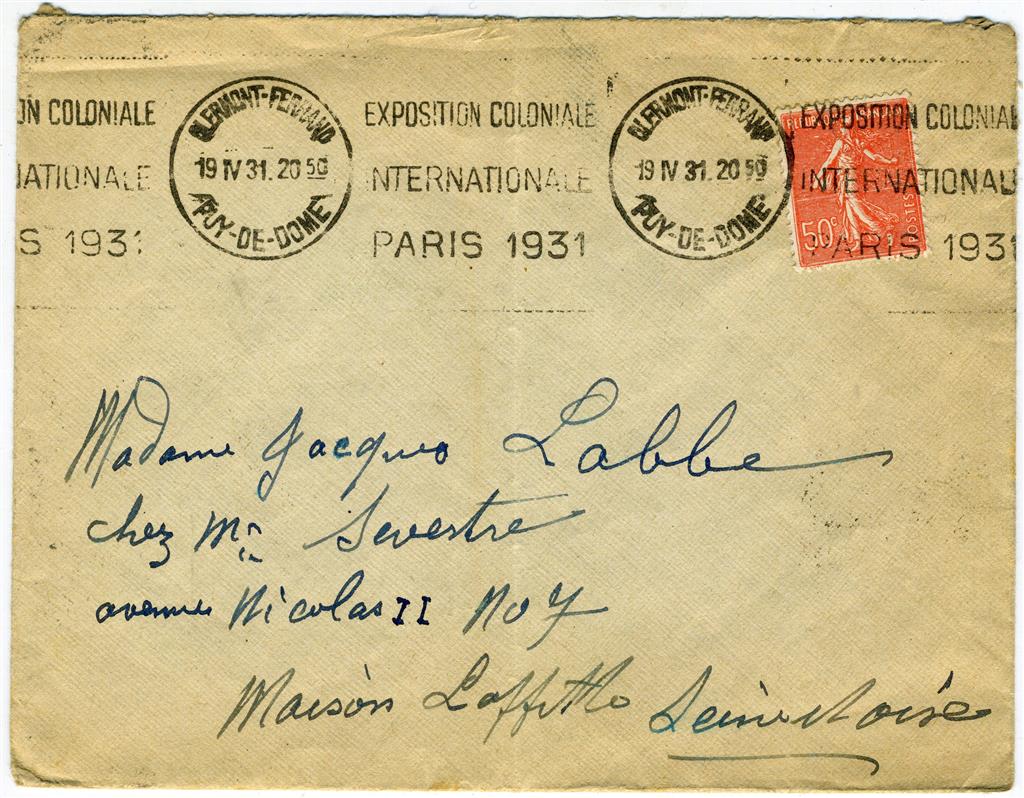 ON COLONIALE
NATIONALE
S 1931
CLERMONT-FERRAND
19 IV 31. 20 50
PUY-DE-DOME
EXPOSITION COLONIALE
INTERNATIONALE
PARIS 1931
CLERMONT-FERRAND
19 IV 31. 20 50
PUY-DE-DOME
EXPOSITION COLONIALE
INTERNATIONAL
PARIS 1931
50c
POSTES
Madame Jacques Labbe
chez Mr Sevestre
avenue Nicolas II No 7
Maison Laffitte Seine et Oise